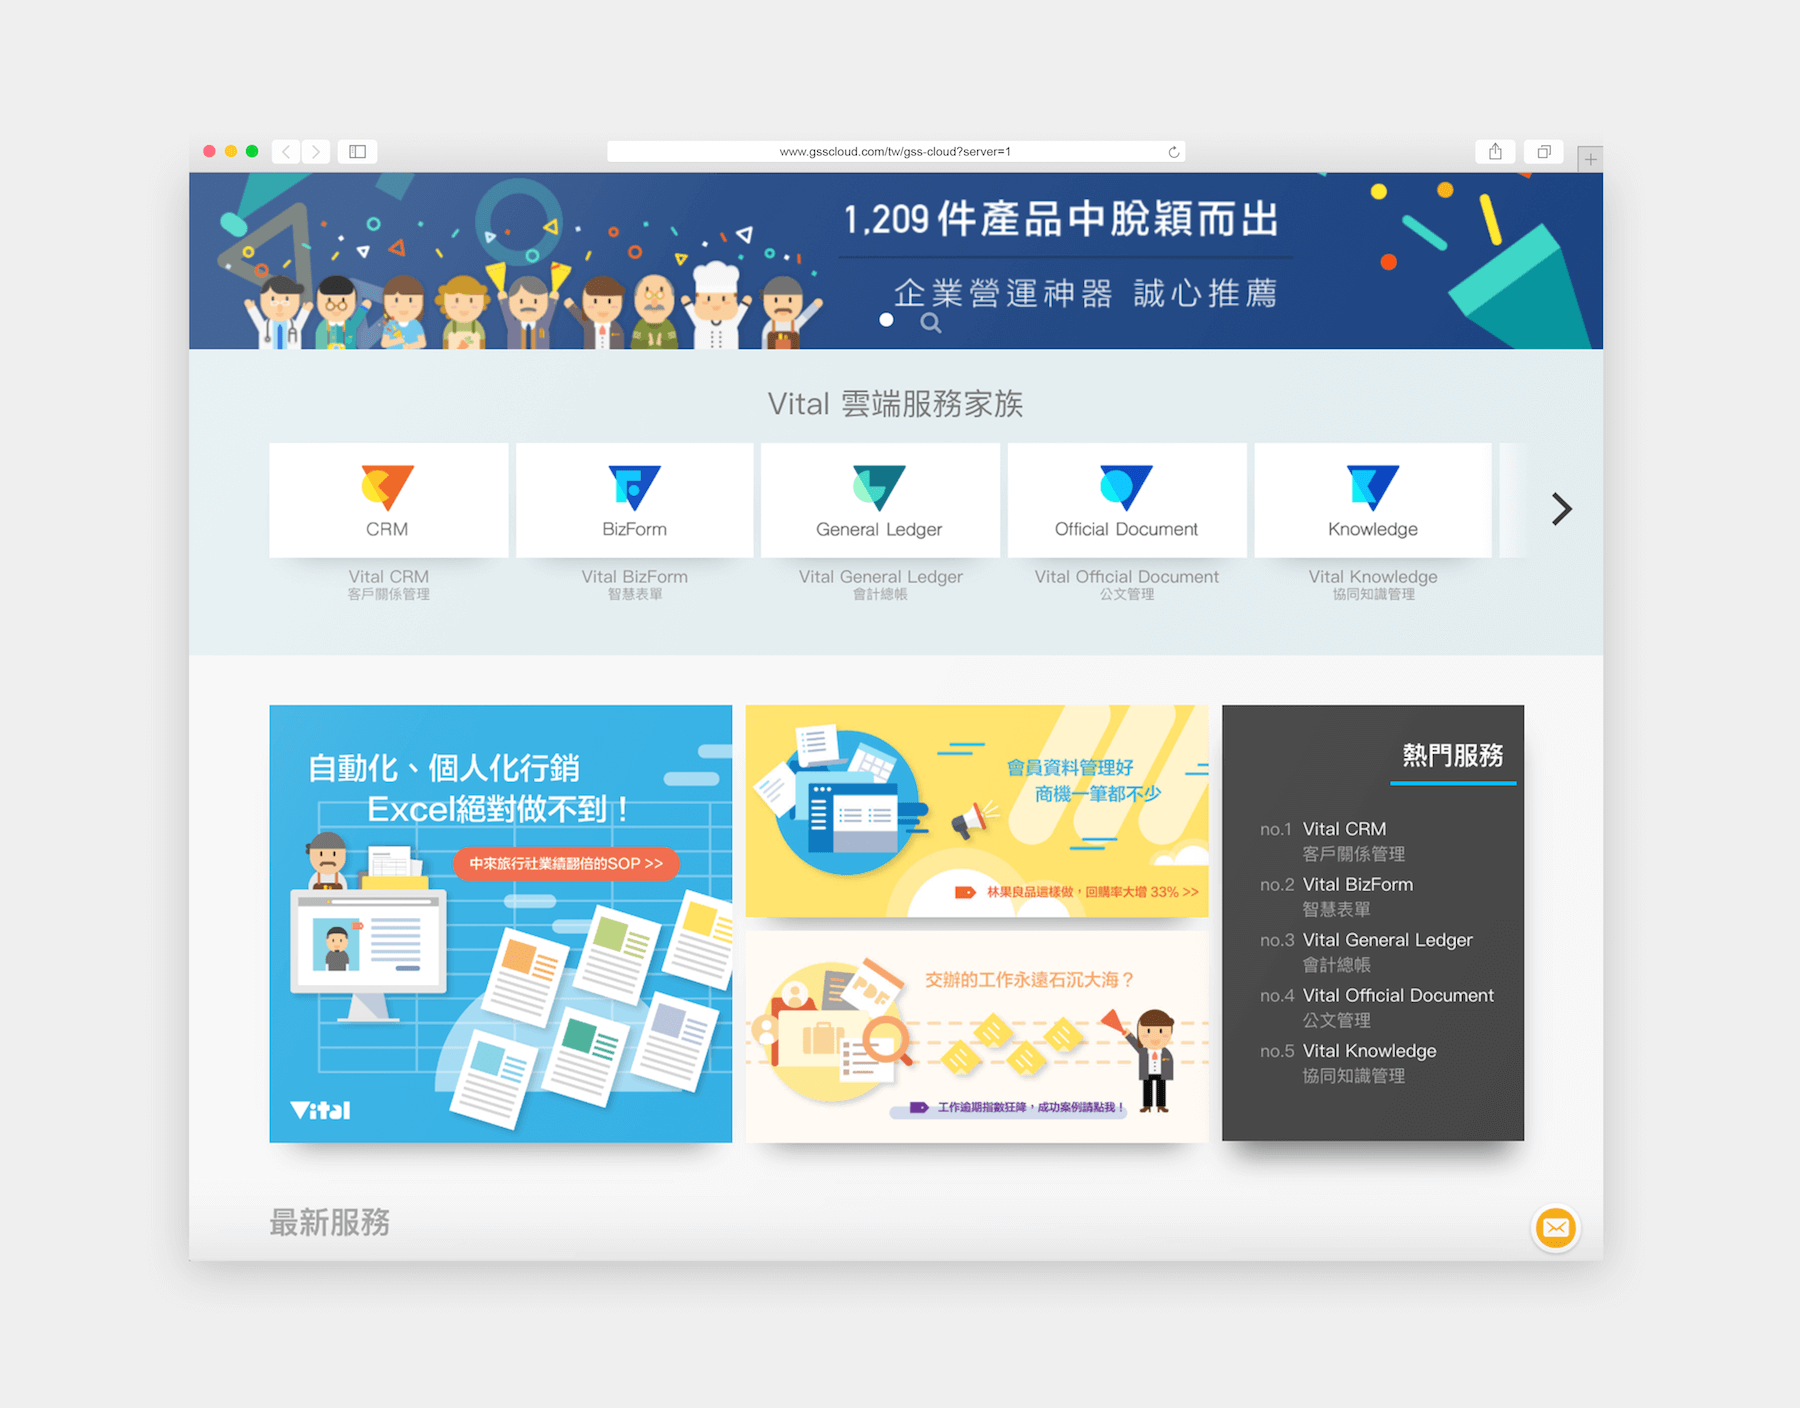 www.gsscloud.com/tw/gss-cloud?server=1
1,209 件產品中脫穎而出
企業營運神器 誠心推薦
Vital 雲端服務家族
CRM
BizForm
General Ledger
Official Document
Knowledge
Vital CRM
客戶關係管理
Vital BizForm
智慧表單
Vital General Ledger
會計總帳
Vital Official Document
公文管理
Vital Knowledge
協同知識管理
自動化、個人化行銷
Excel絕對做不到！
中來旅行社業績翻倍的SOP >>
Vital
會員資料管理好
商機一筆都不少
林果良品這樣做，回購率大增 33% >>
PDF
交辦的工作永遠石沉大海？
工作逾期指數狂降，成功案例請點我！
熱門服務
no.1 Vital CRM
客戶關係管理
no.2 Vital BizForm
智慧表單
no.3 Vital General Ledger
會計總帳
no.4 Vital Official Document
公文管理
no.5 Vital Knowledge
協同知識管理
最新服務